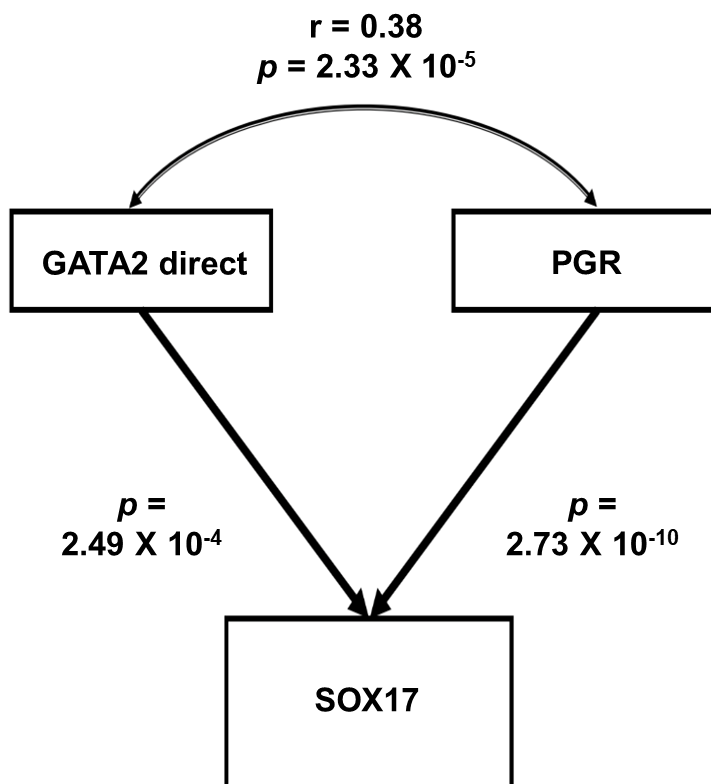 r = 0.38
p = 2.33 X 10⁻⁵
GATA2 direct
PGR
p =
2.49 X 10⁻⁴
p =
2.73 X 10⁻¹⁰
SOX17